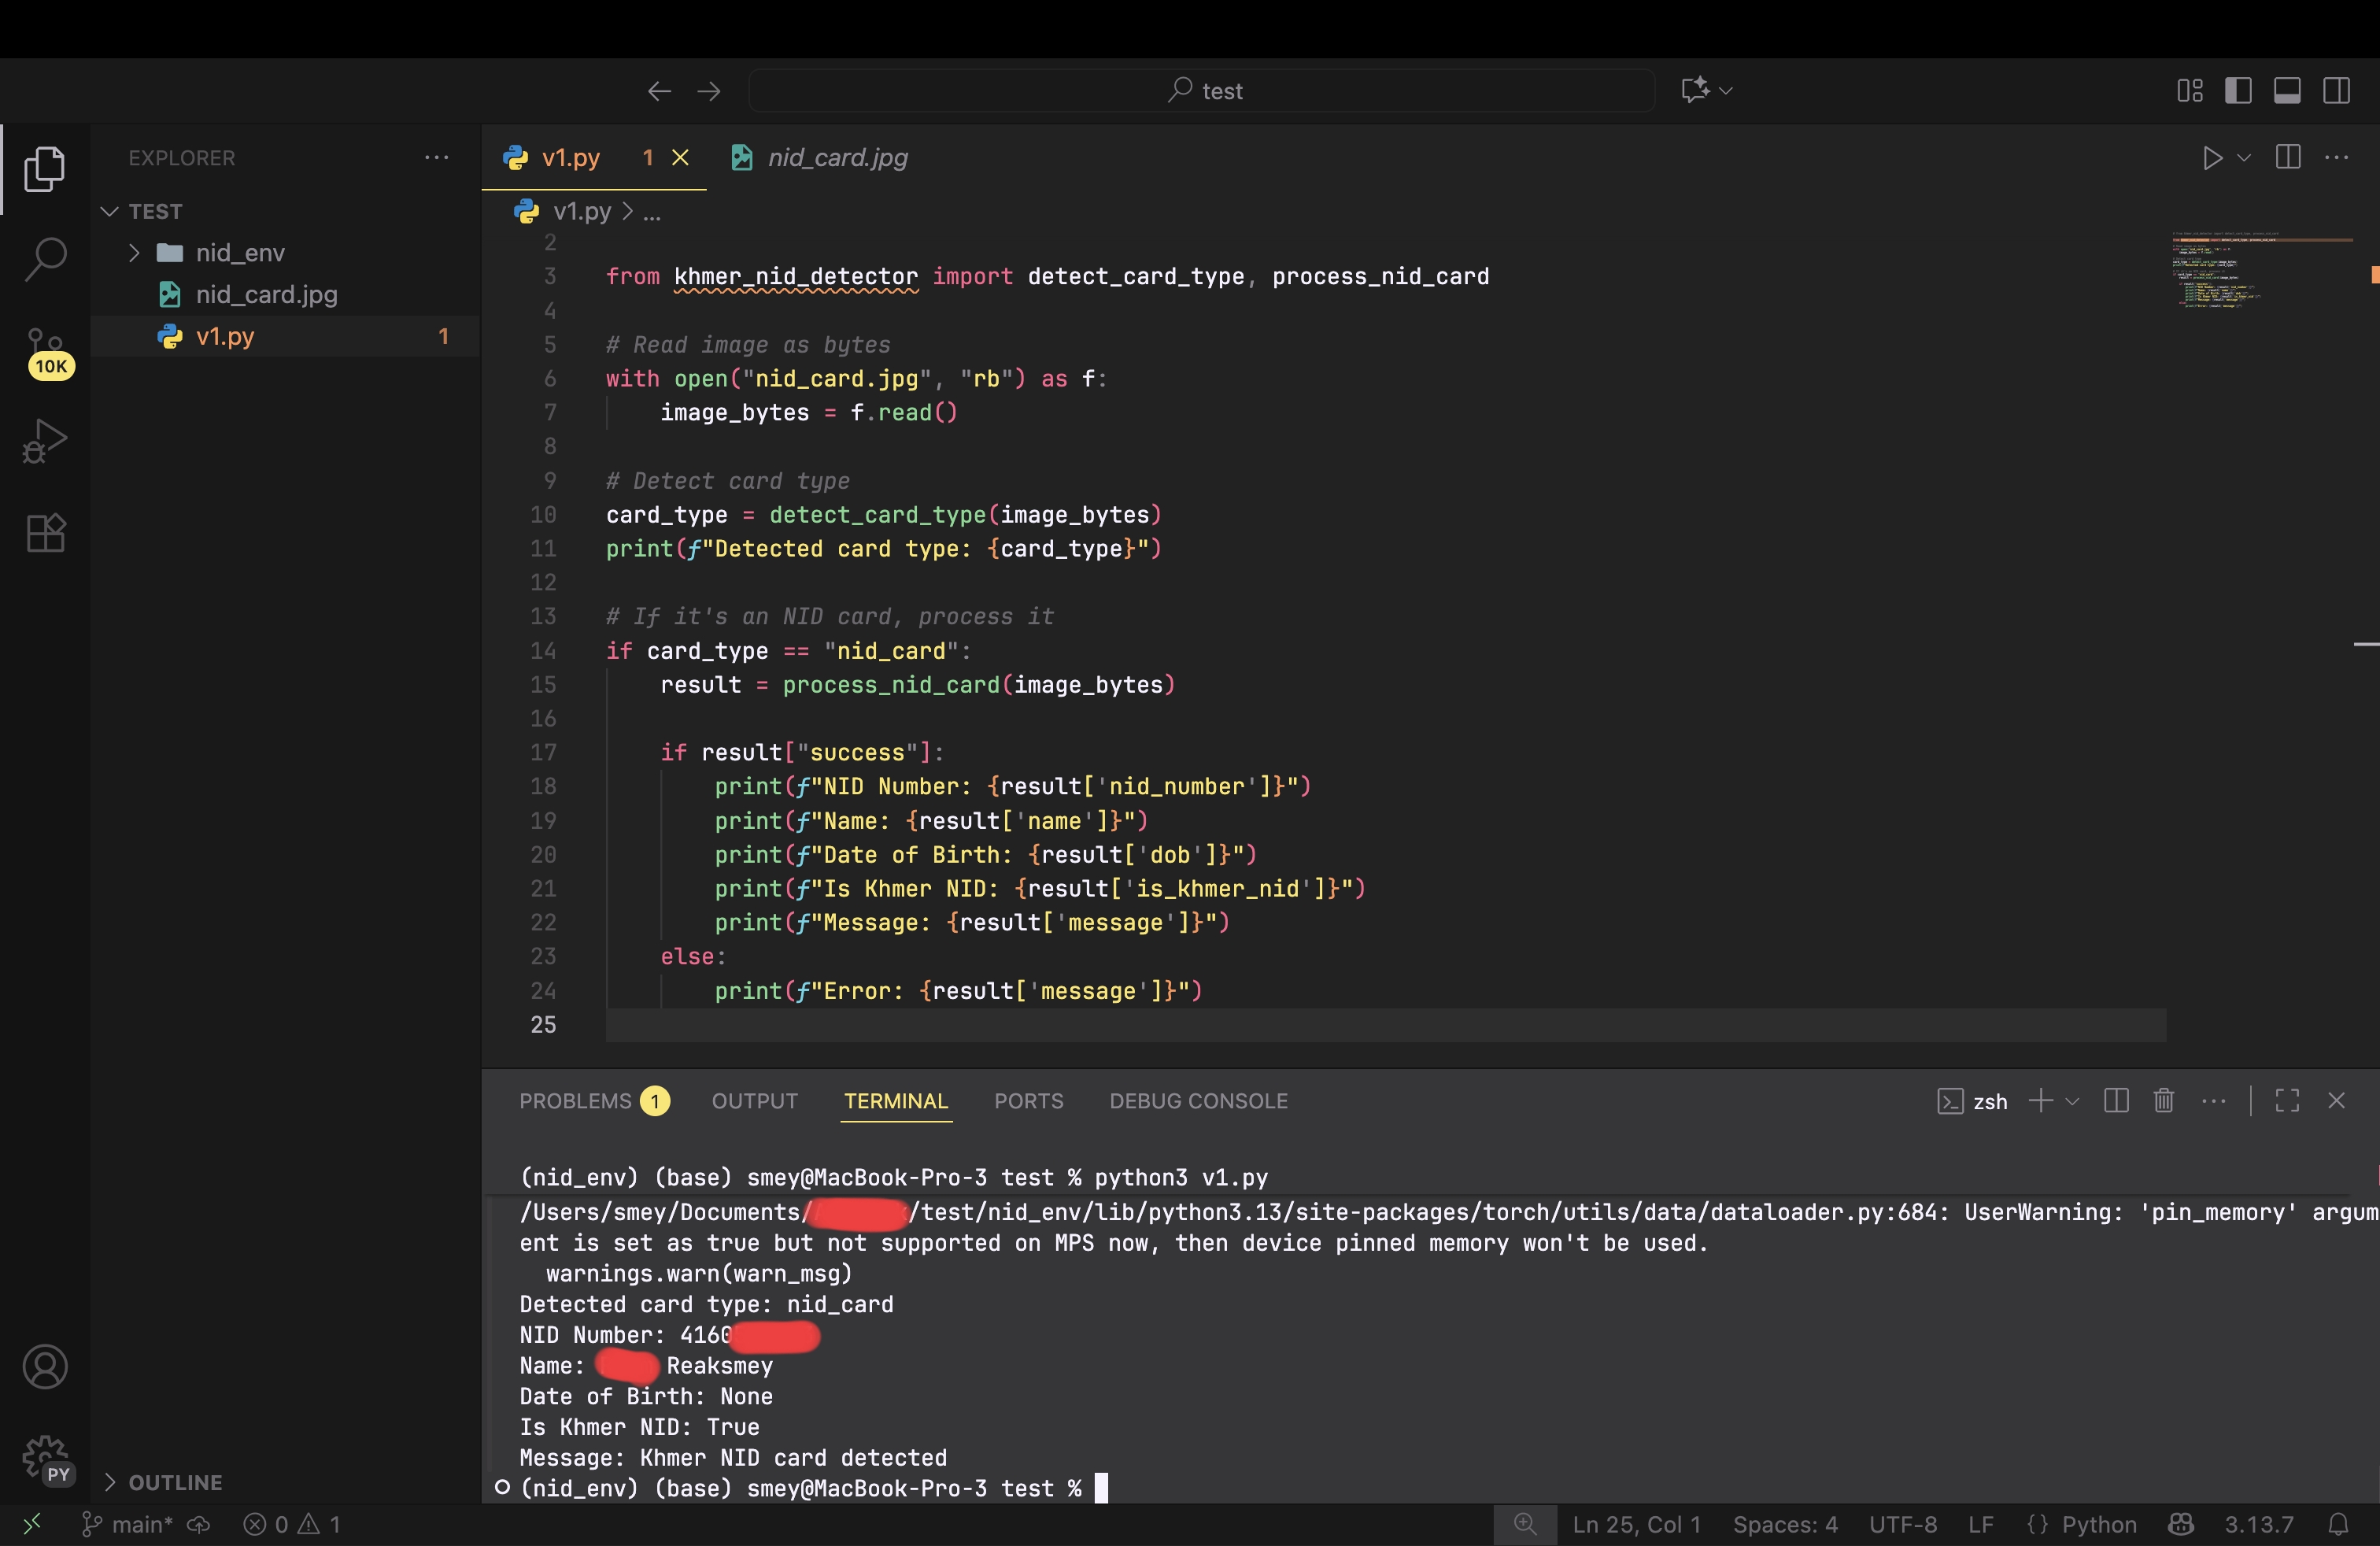 test
EXPLORER
TEST
nid_env
nid_card.jpg
v1.py 1
10K
PY
OUTLINE
v1.py 1
nid_card.jpg
v1.py > ...
2
3 from khmer_nid_detector import detect_card_type, process_nid_card
4
5 # Read image as bytes
6 with open("nid_card.jpg", "rb") as f:
7 image_bytes = f.read()
8
9 # Detect card type
10 card_type = detect_card_type(image_bytes)
11 print(f"Detected card type: {card_type}")
12
13 # If it's an NID card, process it
14 if card_type == "nid_card":
15 result = process_nid_card(image_bytes)
16
17 if result["success"]:
18 print(f"NID Number: {result['nid_number']}")
19 print(f"Name: {result['name']}")
20 print(f"Date of Birth: {result['dob']}")
21 print(f"Is Khmer NID: {result['is_khmer_nid']}")
22 print(f"Message: {result['message']}")
23 else:
24 print(f"Error: {result['message']}")
25
PROBLEMS 1 OUTPUT TERMINAL PORTS DEBUG CONSOLE zsh
(nid_env) (base) smey@MacBook-Pro-3 test % python3 v1.py
/Users/smey/Documents/ /test/nid_env/lib/python3.13/site-packages/torch/utils/data/dataloader.py:684: UserWarning: 'pin_memory' argum
ent is set as true but not supported on MPS now, then device pinned memory won't be used.
warnings.warn(warn_msg)
Detected card type: nid_card
NID Number: 4160
Name: Reaksmey
Date of Birth: None
Is Khmer NID: True
Message: Khmer NID card detected
(nid_env) (base) smey@MacBook-Pro-3 test %
main* 0 1 Ln 25, Col 1 Spaces: 4 UTF-8 LF {} Python 3.13.7